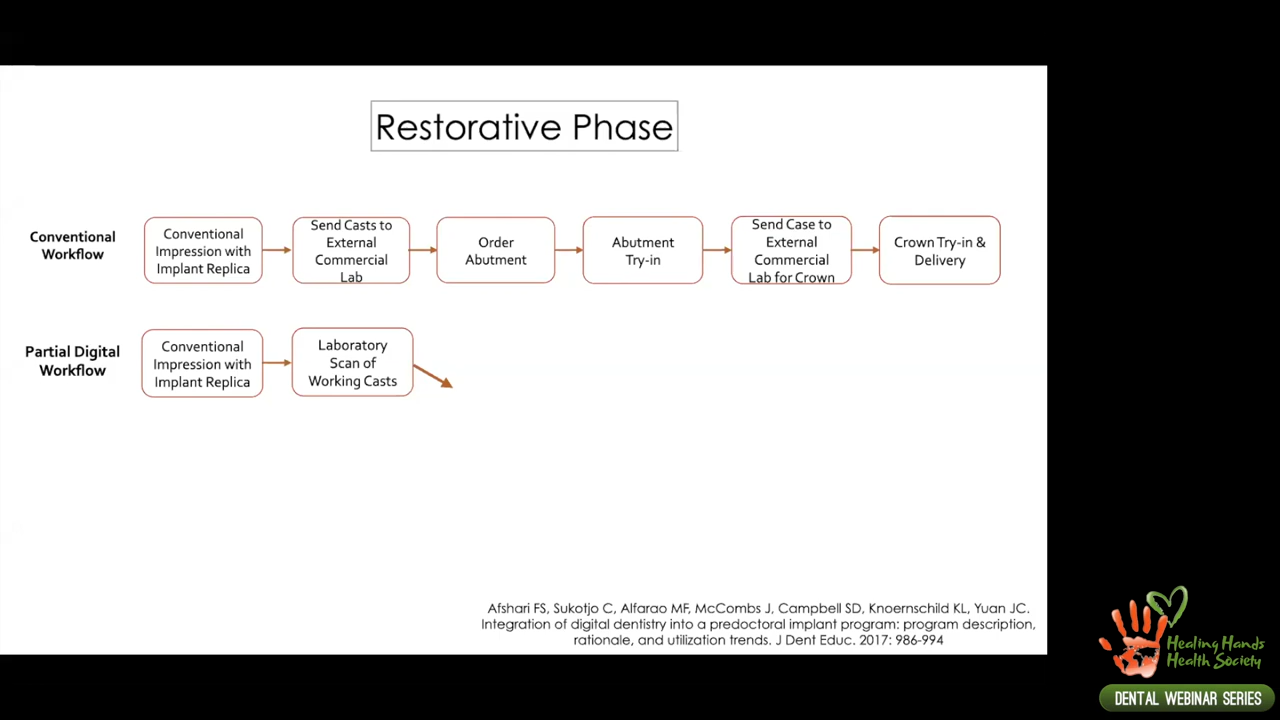 Restorative Phase
Conventional
Workflow
Conventional
Impression with
Implant Replica
Send Casts to
External
Commercial
Lab
Order
Abutment
Abutment
Try-in
Send Case to
External
Commercial
Lab for Crown
Crown Try-in &
Delivery
Partial Digital
Workflow
Conventional
Impression with
Implant Replica
Laboratory
Scan of
Working Casts
Afshari FS, Sukotjo C, Alfarao MF, McCombs J, Campbell SD, Knoernschild KL, Yuan JC.
Integration of digital dentistry into a predoctoral implant program: program description,
rationale, and utilization trends. J Dent Educ. 2017: 986-994
Healing Hands
Health Society
DENTAL WEBINAR SERIES